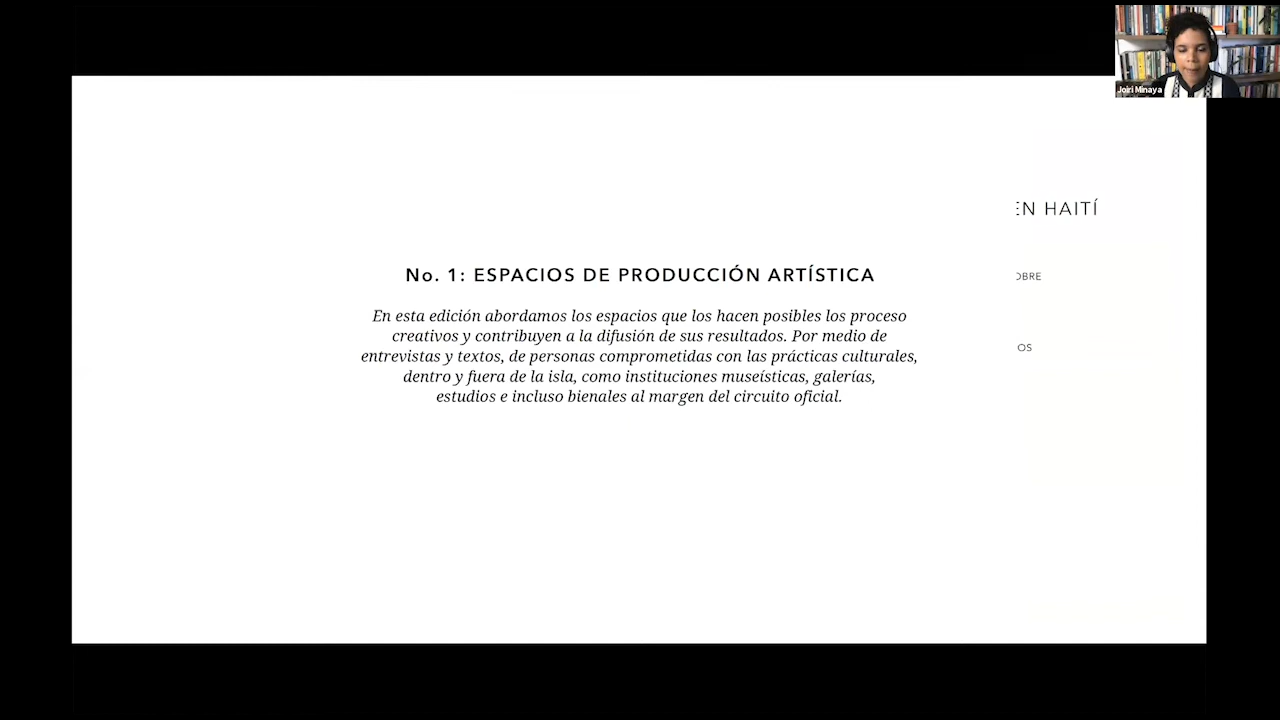 Joiri Minaya
EN HAITÍ
No. 1: ESPACIOS DE PRODUCCIÓN ARTÍSTICA
OBRE
En esta edición abordamos los espacios que los hacen posibles los proceso
creativos y contribuyen a la difusión de sus resultados. Por medio de
entrevistas y textos, de personas comprometidas con las prácticas culturales,
dentro y fuera de la isla, como instituciones museísticas, galerías,
estudios e incluso bienales al margen del circuito oficial.
OS